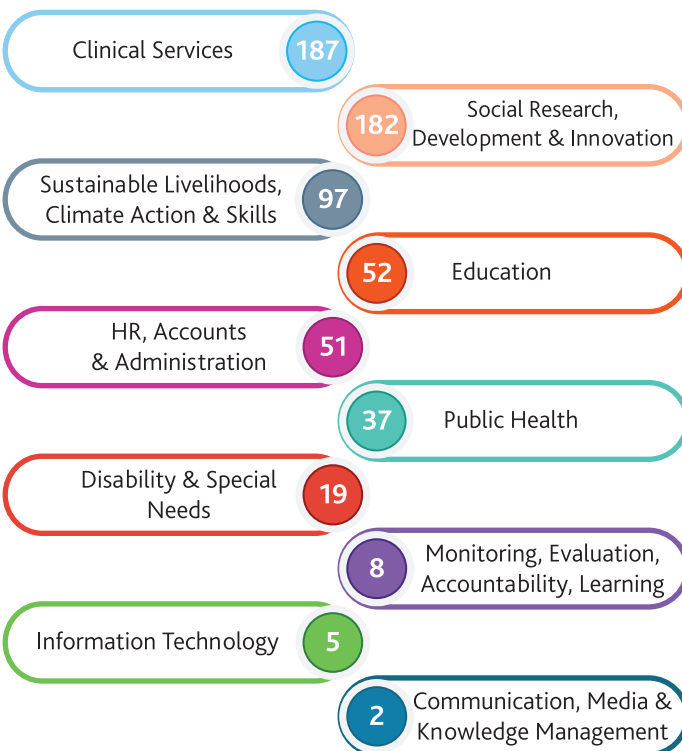 Clinical Services
187
182
Social Research,
Development & Innovation
Sustainable Livelihoods,
Climate Action & Skills
97
52
Education
HR, Accounts
& Administration
51
37
Public Health
Disability & Special
Needs
19
8
Monitoring, Evaluation,
Accountability, Learning
Information Technology
5
2
Communication, Media &
Knowledge Management